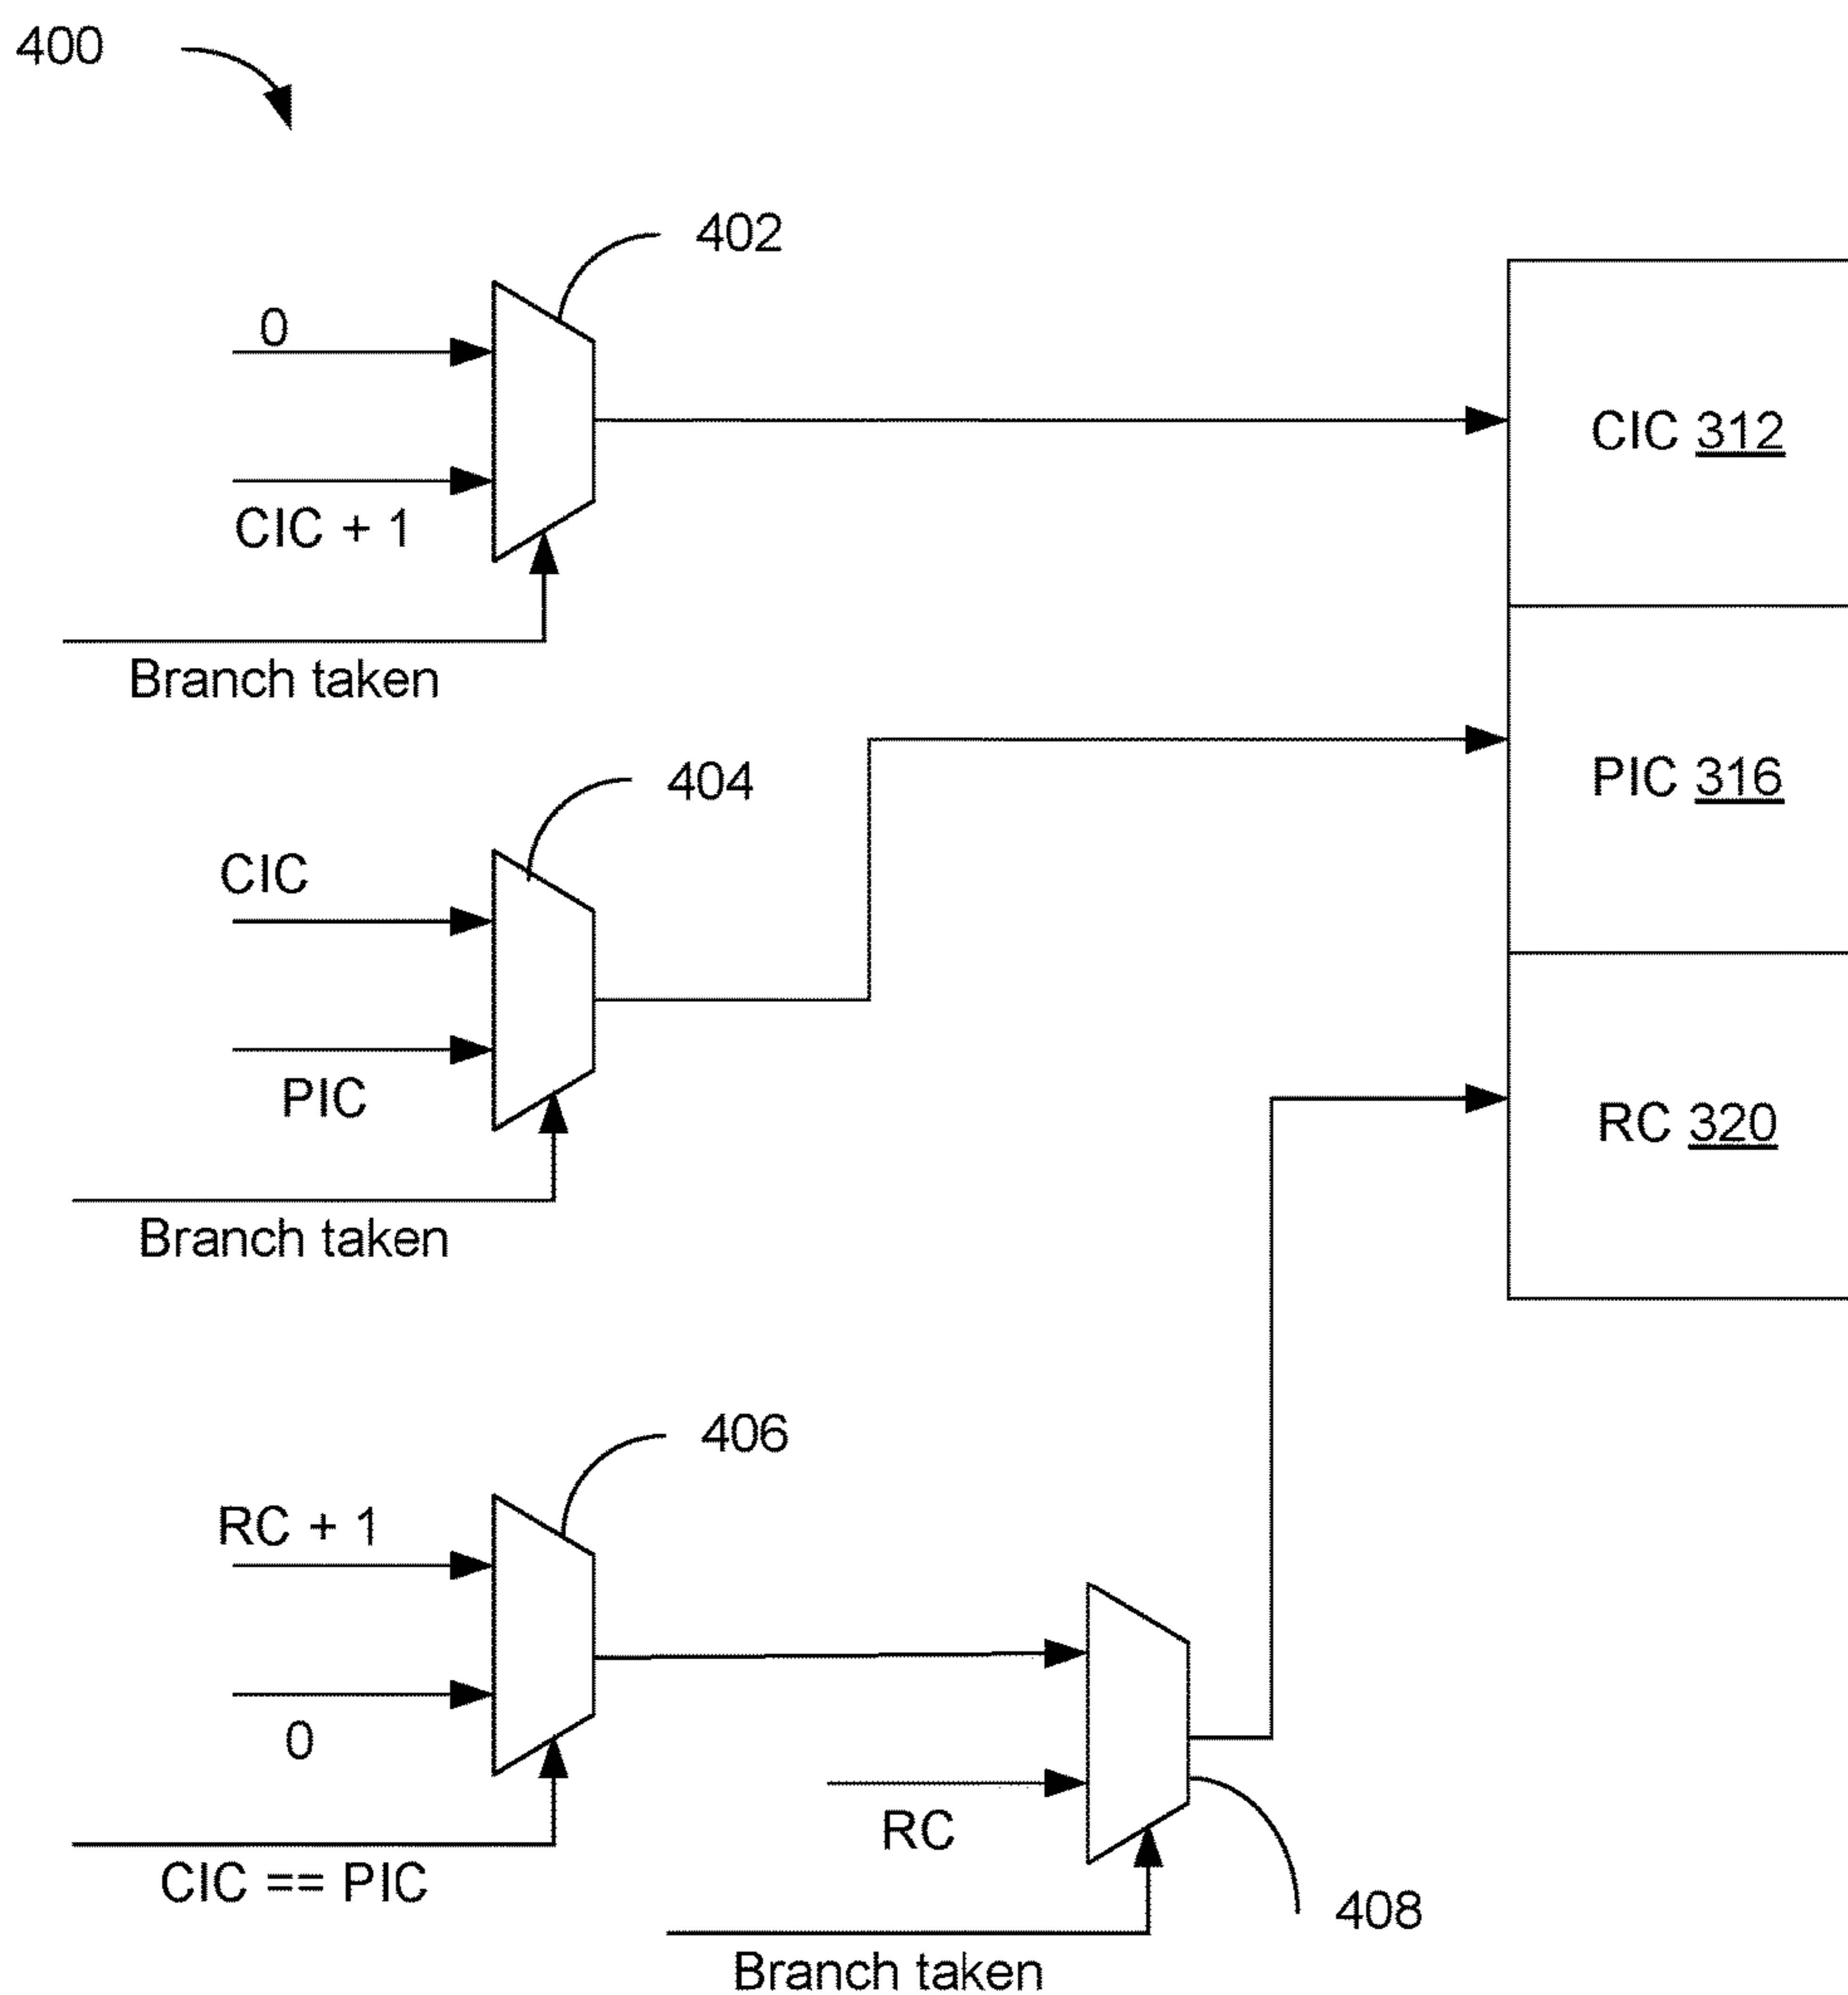 400
402
0
CIC + 1
Branch taken
CIC 312
404
CIC
PIC
Branch taken
PIC 316
RC 320
406
RC + 1
0
CIC == PIC
RC
408
Branch taken